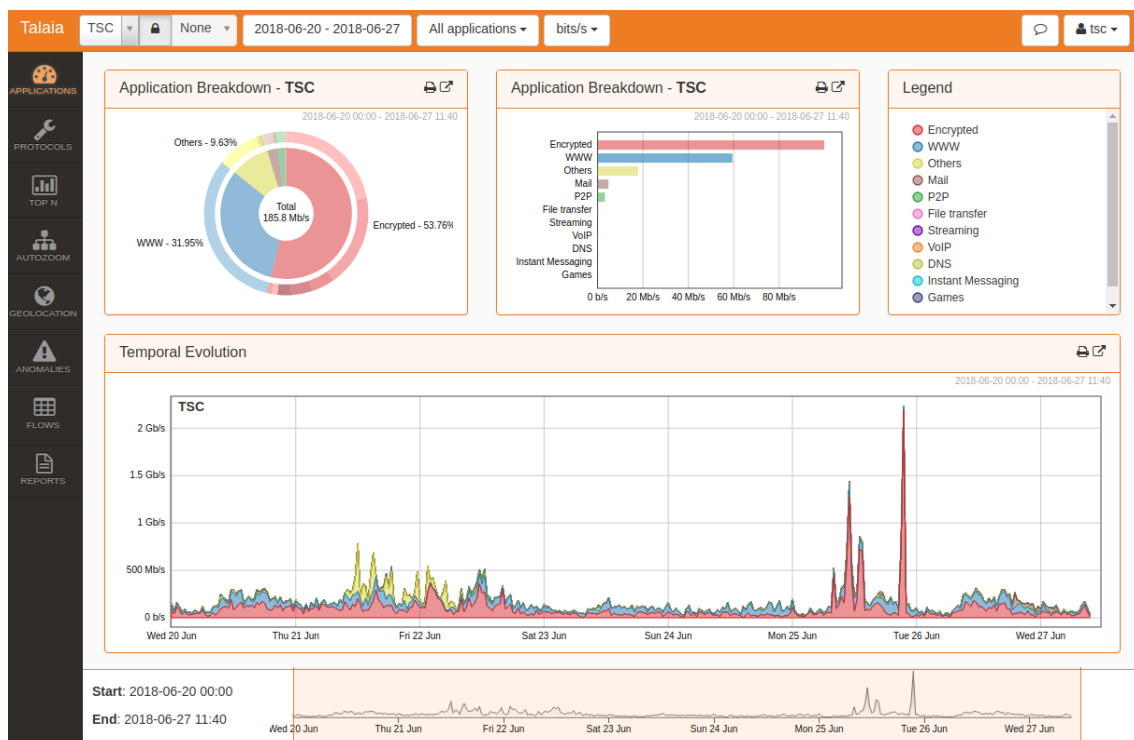 Talaia TSC None 2018-06-20 - 2018-06-27 All applications bits/s tsc
APPLICATIONS
PROTOCOLS
TOP N
AUTOZOOM
GEOLOCATION
ANOMALIES
FLOWS
REPORTS
Application Breakdown - TSC
2018-06-20 00:00 - 2018-06-27 11:40
Others - 9.63%
Total
185.8 Mb/s
Encrypted - 53.76%
WWW - 31.95%
Application Breakdown - TSC
2018-06-20 00:00 - 2018-06-27 11:40
Encrypted
WWW
Others
Mail
P2P
File transfer
Streaming
VoIP
DNS
Instant Messaging
Games
0 b/s 20 Mb/s 40 Mb/s 60 Mb/s 80 Mb/s
Legend
Encrypted
WWW
Others
Mail
P2P
File transfer
Streaming
VoIP
DNS
Instant Messaging
Games
Temporal Evolution
2018-06-20 00:00 - 2018-06-27 11:40
TSC
2 Gb/s
1.5 Gb/s
1 Gb/s
500 Mb/s
0 b/s
Wed 20 Jun Thu 21 Jun Fri 22 Jun Sat 23 Jun Sun 24 Jun Mon 25 Jun Tue 26 Jun Wed 27 Jun
Start: 2018-06-20 00:00
End: 2018-06-27 11:40
Wed 20 Jun Thu 21 Jun Fri 22 Jun Sat 23 Jun Sun 24 Jun Mon 25 Jun Tue 26 Jun Wed 27 Jun